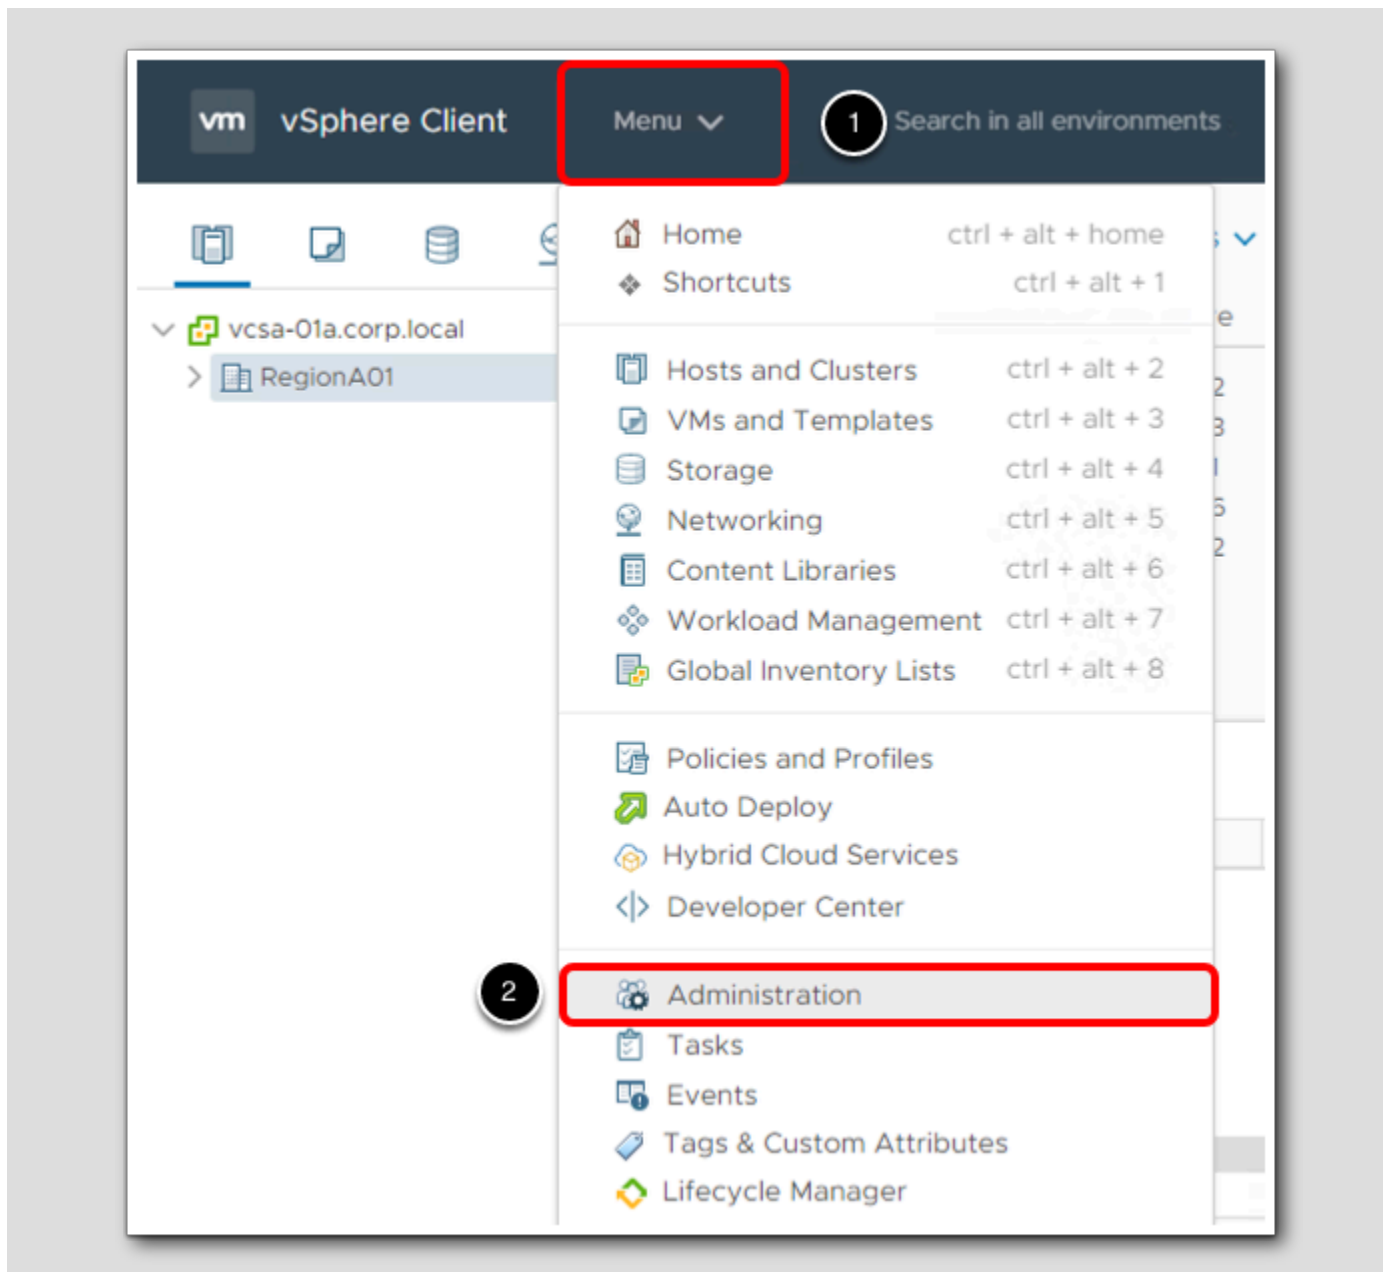 vm vSphere Client Menu 1 Search in all environments
Home ctrl + alt + home
Shortcuts ctrl + alt + 1
vcsa-01a.corp.local
RegionA01
Hosts and Clusters ctrl + alt + 2
VMs and Templates ctrl + alt + 3
Storage ctrl + alt + 4
Networking ctrl + alt + 5
Content Libraries ctrl + alt + 6
Workload Management ctrl + alt + 7
Global Inventory Lists ctrl + alt + 8
Policies and Profiles
Auto Deploy
Hybrid Cloud Services
Developer Center
2 Administration
Tasks
Events
Tags & Custom Attributes
Lifecycle Manager